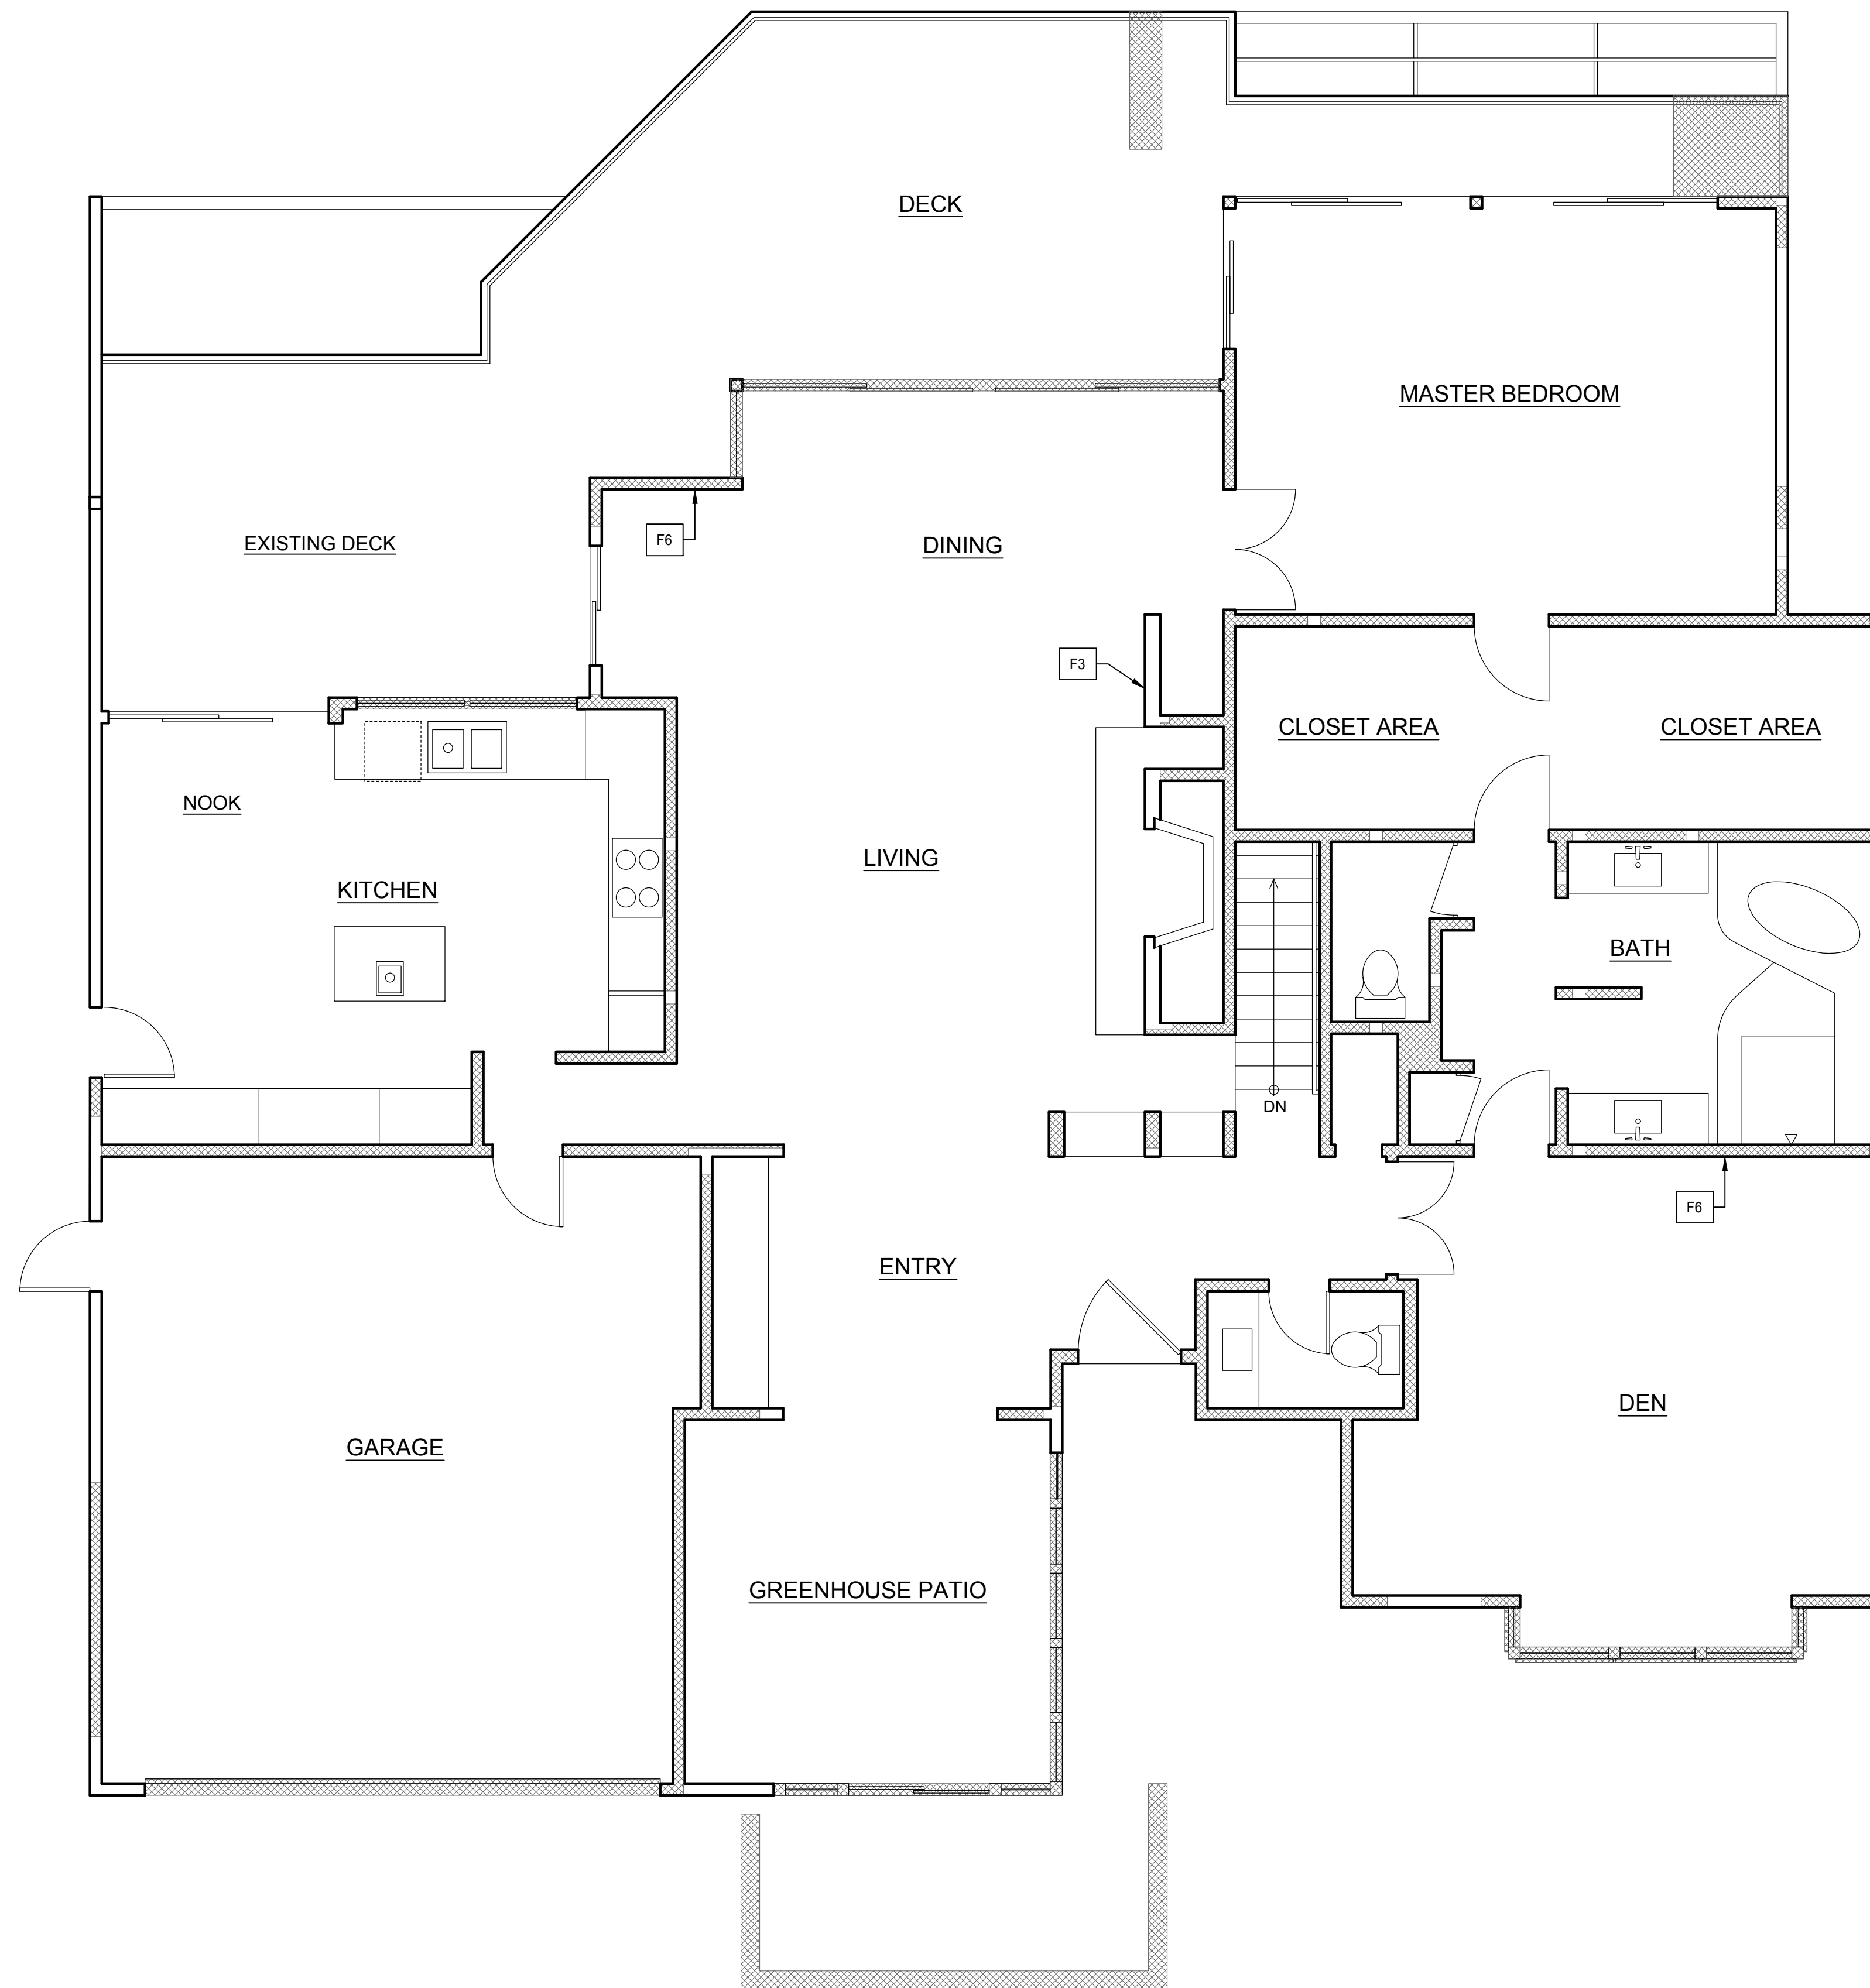 DECK
MASTER BEDROOM
EXISTING DECK
F6
DINING
F3
CLOSET AREA
CLOSET AREA
NOOK
LIVING
KITCHEN
BATH
DN
F6
ENTRY
DEN
GARAGE
GREENHOUSE PATIO